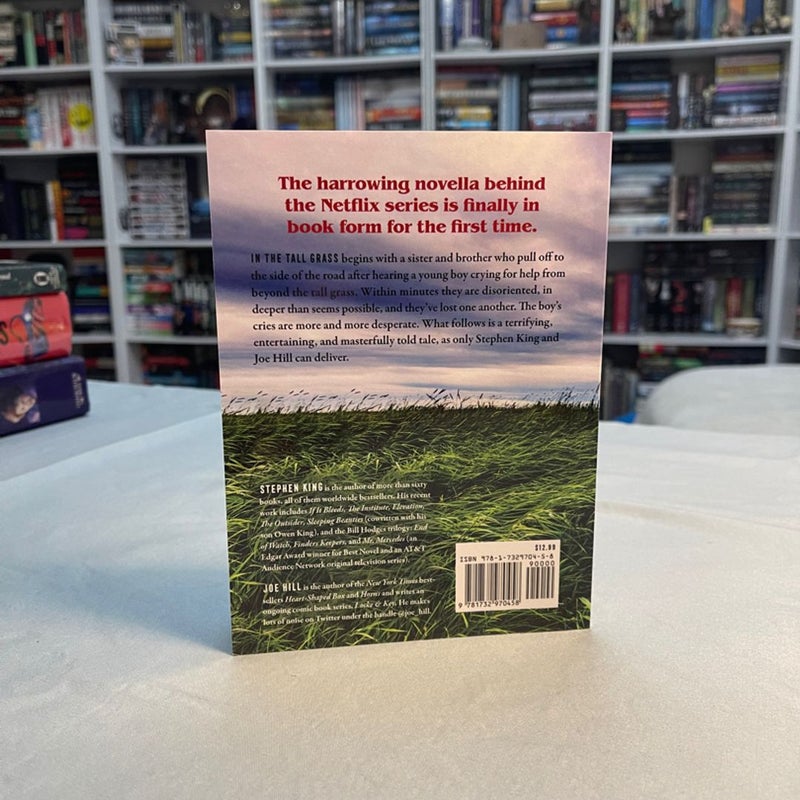 The harrowing novella behind
the Netflix series is finally in
book form for the first time.
IN THE TALL GRASS begins with a sister and brother who pull off to
the side of the road after hearing a young boy crying for help from
beyond the tall grass. Within minutes they are disoriented, in
deeper than seems possible, and they've lost one another. The boy's
cries are more and more desperate. What follows is a terrifying,
entertaining, and masterfully told tale, as only Stephen King and
Joe Hill can deliver.
STEPHEN KING is the author of more than sixty
books, all of them worldwide bestsellers. His recent
work includes If It Bleeds, The Institute, Elevation,
The Outsider, Sleeping Beauties (cowritten with his
son Owen King), and the Bill Hodges trilogy: End
of Watch, Finders Keepers, and Mr. Mercedes (an
Edgar Award winner for Best Novel and an AT&T
Audience Network original television series).
JOE HILL is the author of the New York Times best-
sellers Heart-Shaped Box and Horns and writes an
ongoing comic book series, Locke & Key. He makes
lots of noise on Twitter under the handle @joe_hill.
$12.99
ISBN 978-1-7329704-5-8
90000
9 781732 970458